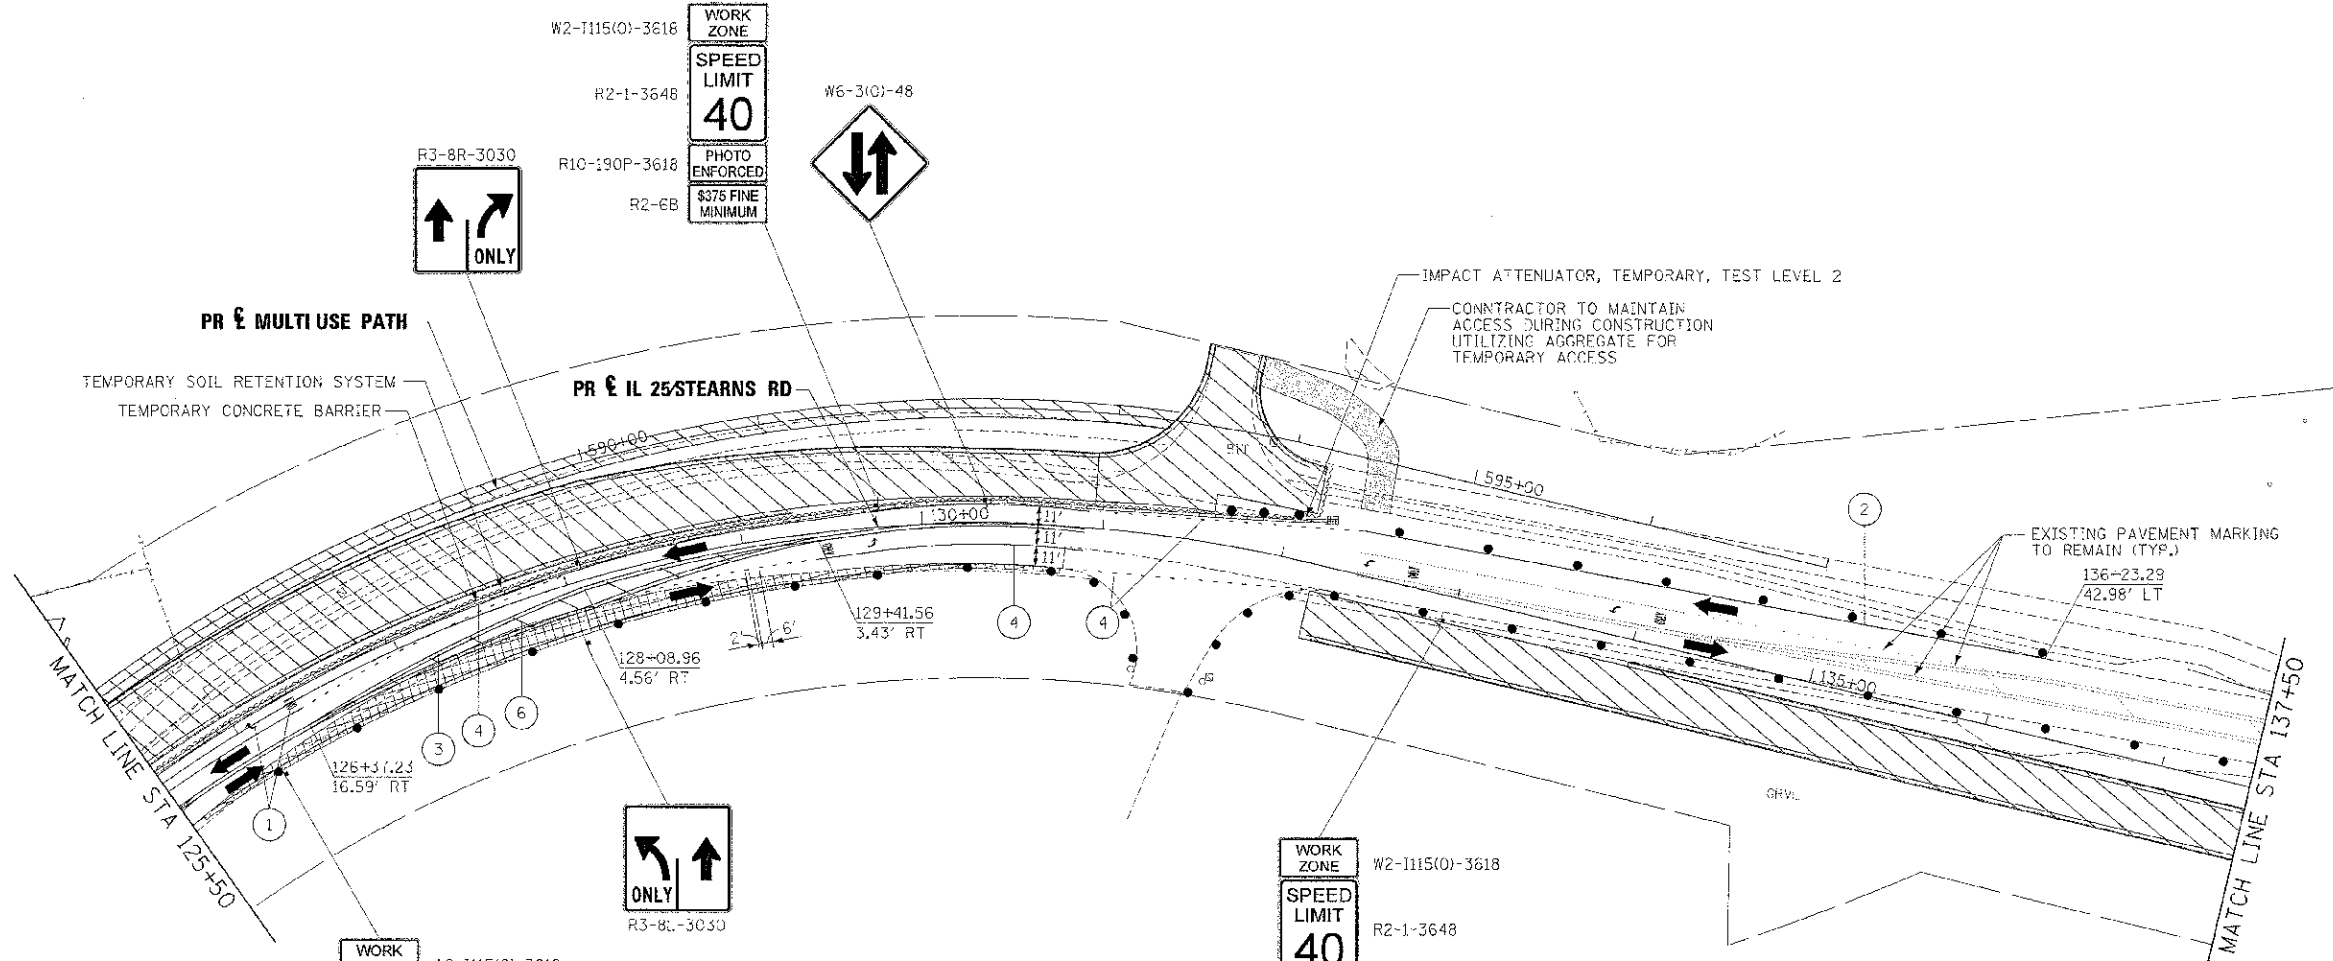 W2-I115(O)-3618
WORK
ZONE
R2-1-3648
SPEED
LIMIT
40
R10-I90P-3618
PHOTO
ENFORCED
R2-6B
$375 FINE
MINIMUM
W6-3(O)-48
R3-8R-3030
ONLY
PR ℄ MULTI USE PATH
TEMPORARY SOIL RETENTION SYSTEM
TEMPORARY CONCRETE BARRIER
PR ℄ IL 25/STEARNS RD
IMPACT ATTENUATOR, TEMPORARY, TEST LEVEL 2
CONNTRACTOR TO MAINTAIN
ACCESS DURING CONSTRUCTION
UTILIZING AGGREGATE FOR
TEMPORARY ACCESS
590+00
595+00
130+00
11'
11'
11'
2
EXISTING PAVEMENT MARKING
TO REMAIN (TYP.)
136+23.29
42.98' LT
135+00
129+41.56
3.43' RT
4
4
2'
6'
128+08.96
4.56' RT
6
4
3
126+37.23
16.59' RT
1
MATCH LINE STA 125+50
MATCH LINE STA 137+50
GRVL
ONLY
R3-8L-3030
WORK
WORK
ZONE
W2-I115(O)-3618
SPEED
LIMIT
40
R2-1-3648